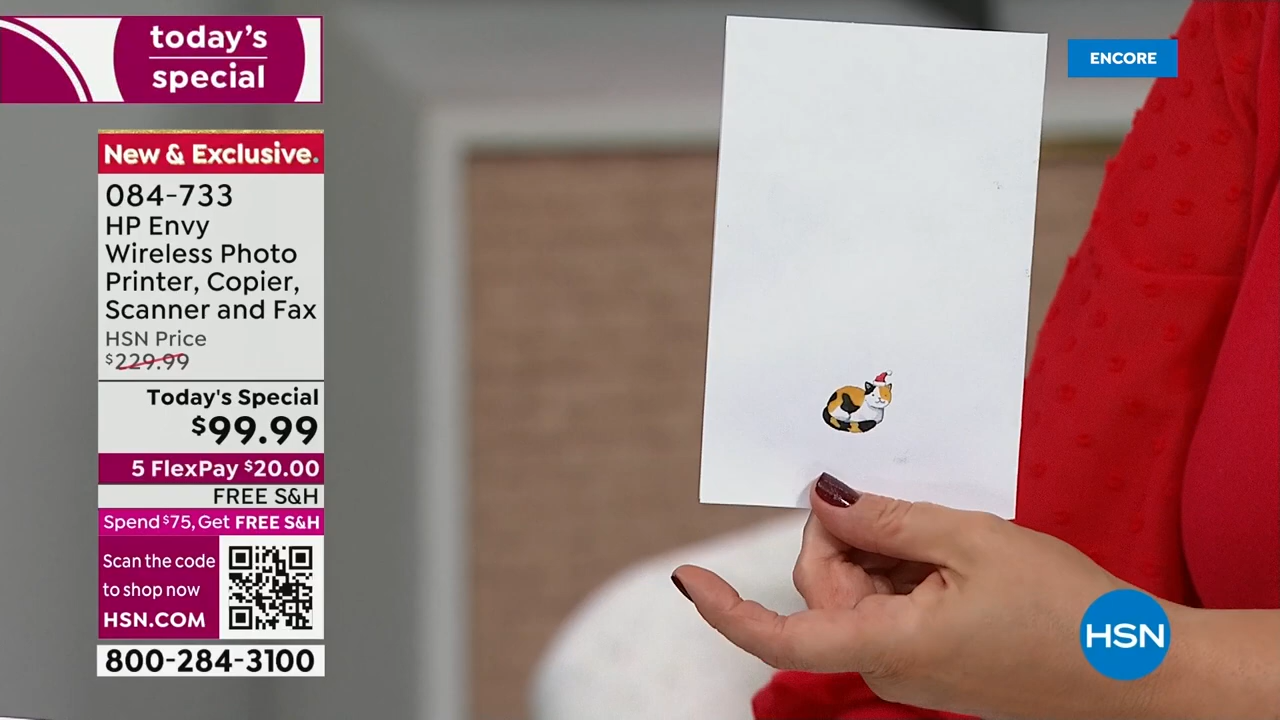 today's
special
ENCORE
New & Exclusive.
084-733
HP Envy
Wireless Photo
Printer, Copier,
Scanner and Fax
HSN Price
$229.99
Today's Special
$99.99
5 FlexPay $20.00
FREE S&H
Spend $75, Get FREE S&H
Scan the code
to shop now
HSN.COM
800-284-3100
HSN